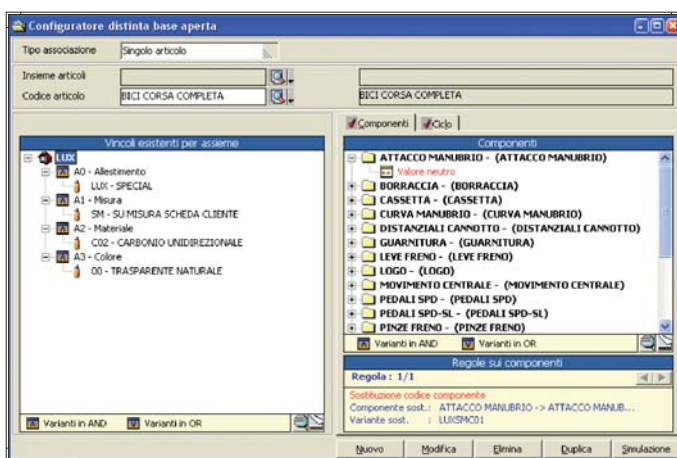 Configuratore distinta base aperta
Tipo associazione
Singolo articolo
Insieme articoli
Codice articolo
BICI CORSA COMPLETA
BICI CORSA COMPLETA
Vincoli esistenti per assieme
LUX
A0 - Allestimento
LUX - SPECIAL
A1 - Misura
SM - SU MISURA SCHEDA CLIENTE
A2 - Materiale
C02 - CARBONIO UNIDIREZIONALE
A3 - Colore
00 - TRASPARENTE NATURALE
Varianti in AND
Varianti in OR
Componenti
Ciclo
Componenti
ATTACCO MANUBRIO - (ATTACCO MANUBRIO)
Valore neutro
BORRACCIA - (BORRACCIA)
CASSETTA - (CASSETTA)
CURVA MANUBRIO - (CURVA MANUBRIO)
DISTANZIALI CANNOTTO - (DISTANZIALI CANNOTTO)
GUARNITURA - (GUARNITURA)
LEVE FRENO - (LEVE FRENO)
LOGO - (LOGO)
MOVIMENTO CENTRALE - (MOVIMENTO CENTRALE)
PEDALI SPD - (PEDALI SPD)
PEDALI SPD-SL - (PEDALI SPD-SL)
PINZE FRENO - (PINZE FRENO)
Varianti in AND
Varianti in OR
Regole sui componenti
Regola : 1/1
Sostituzione codice componente
Componente sost.: ATTACCO MANUBRIO -> ATTACCO MANUB...
Variante sost. : LUXSMC01
Nuovo
Modifica
Elimina
Duplica
Simulazione